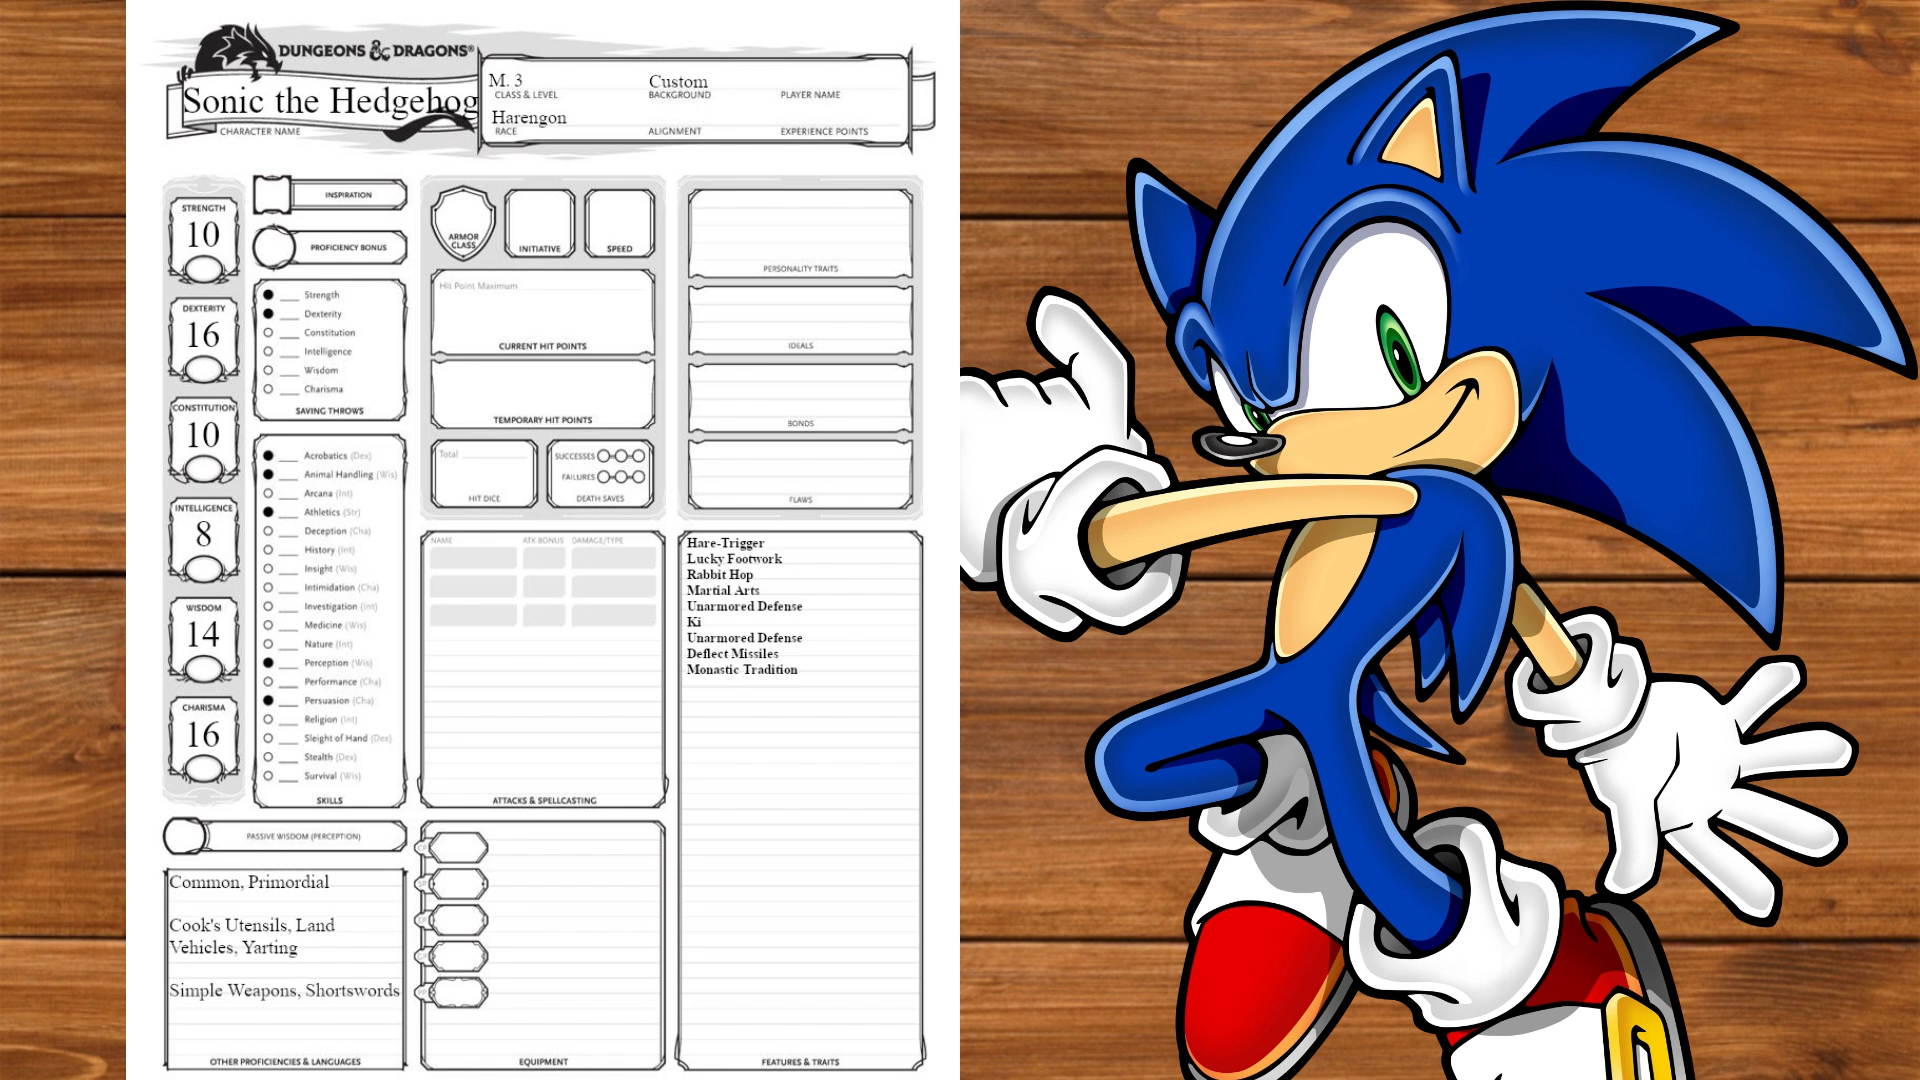 DUNGEONS & DRAGONS®
Sonic the Hedgehog
CHARACTER NAME
M. 3
CLASS & LEVEL
Custom
BACKGROUND
PLAYER NAME
Harengon
RACE
ALIGNMENT
EXPERIENCE POINTS
STRENGTH
10
DEXTERITY
16
CONSTITUTION
10
INTELLIGENCE
8
WISDOM
14
CHARISMA
16
INSPIRATION
PROFICIENCY BONUS
Strength
Dexterity
Constitution
Intelligence
Wisdom
Charisma
SAVING THROWS
Acrobatics (Dex)
Animal Handling (Wis)
Arcana (Int)
Athletics (Str)
Deception (Cha)
History (Int)
Insight (Wis)
Intimidation (Cha)
Investigation (Int)
Medicine (Wis)
Nature (Int)
Perception (Wis)
Performance (Cha)
Persuasion (Cha)
Religion (Int)
Sleight of Hand (Dex)
Stealth (Dex)
Survival (Wis)
SKILLS
PASSIVE WISDOM (PERCEPTION)
Common, Primordial
Cook's Utensils, Land
Vehicles, Yarting
Simple Weapons, Shortswords
OTHER PROFICIENCIES & LANGUAGES
ARMOR
CLASS
INITIATIVE
SPEED
Hit Point Maximum
CURRENT HIT POINTS
TEMPORARY HIT POINTS
Total
HIT DICE
SUCCESSES
FAILURES
DEATH SAVES
NAME
ATK BONUS
DAMAGE/TYPE
ATTACKS & SPELLCASTING
EQUIPMENT
PERSONALITY TRAITS
IDEALS
BONDS
FLAWS
Hare-Trigger
Lucky Footwork
Rabbit Hop
Martial Arts
Unarmored Defense
Ki
Unarmored Defense
Deflect Missiles
Monastic Tradition
FEATURES & TRAITS